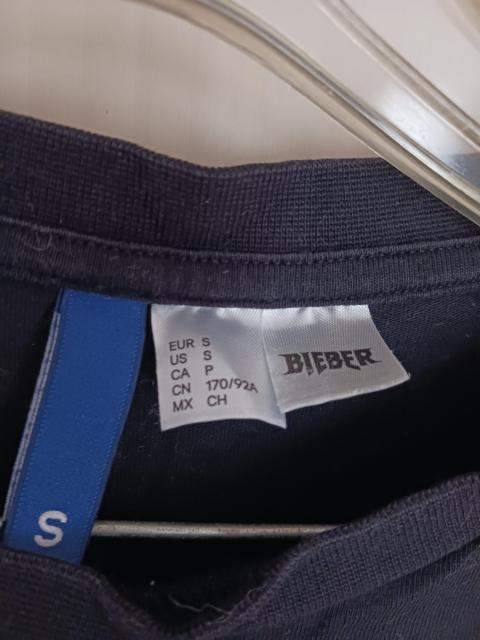 EUR S
US S
CA P
CN 170/92A
MX CH
BIEBER
S